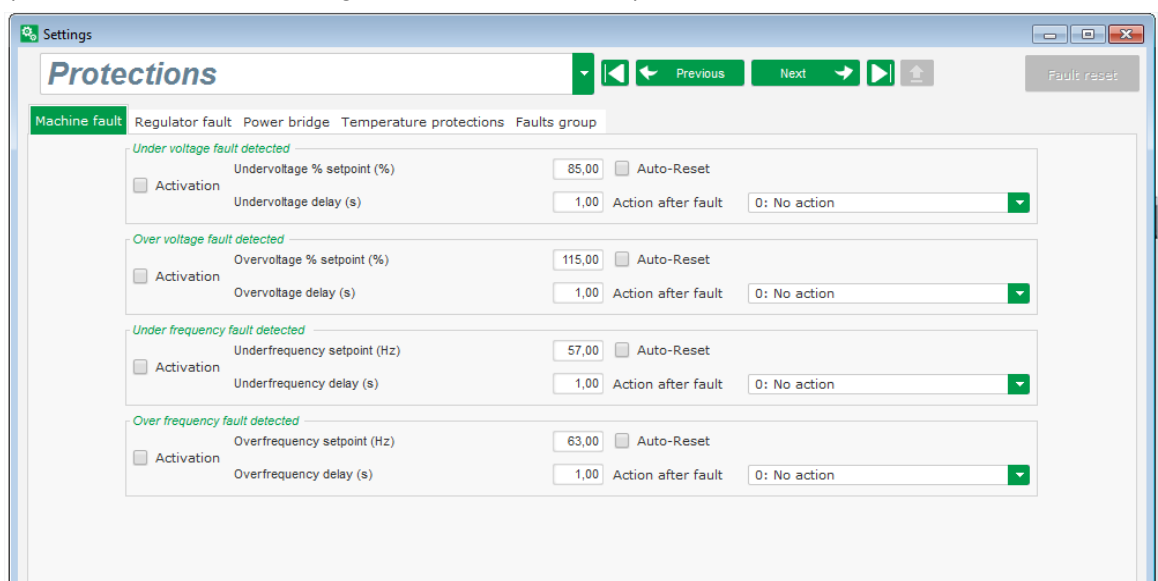 Settings
Protections
Previous
Next
Fault reset
Machine fault Regulator fault Power bridge Temperature protections Faults group
Under voltage fault detected
Undervoltage % setpoint (%) 85,00 Auto-Reset
Activation
Undervoltage delay (s) 1,00 Action after fault 0: No action
Over voltage fault detected
Overvoltage % setpoint (%) 115,00 Auto-Reset
Activation
Overvoltage delay (s) 1,00 Action after fault 0: No action
Under frequency fault detected
Underfrequency setpoint (Hz) 57,00 Auto-Reset
Activation
Underfrequency delay (s) 1,00 Action after fault 0: No action
Over frequency fault detected
Overfrequency setpoint (Hz) 63,00 Auto-Reset
Activation
Overfrequency delay (s) 1,00 Action after fault 0: No action